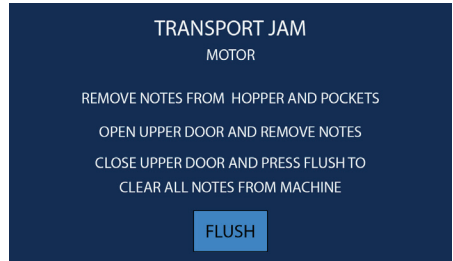 TRANSPORT JAM
MOTOR
REMOVE NOTES FROM HOPPER AND POCKETS
OPEN UPPER DOOR AND REMOVE NOTES
CLOSE UPPER DOOR AND PRESS FLUSH TO
CLEAR ALL NOTES FROM MACHINE
FLUSH